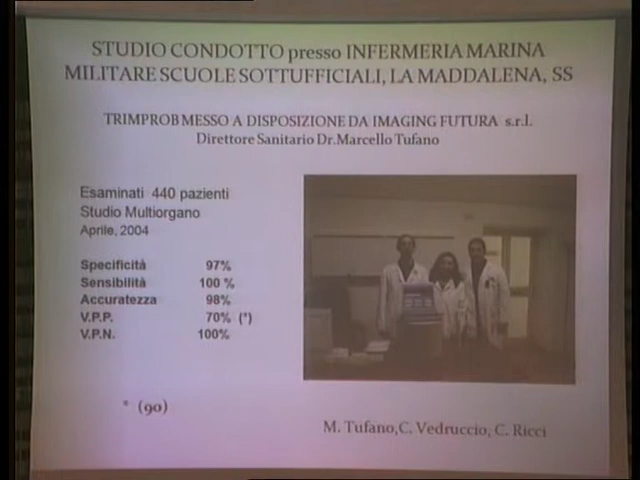 STUDIO CONDOTTO presso INFERMERIA MARINA
MILITARE SCUOLE SOTTUFFICIALI, LA MADDALENA, SS
TRIMPROB MESSO A DISPOSIZIONE DA IMAGING FUTURA s.r.l.
Direttore Sanitario Dr.Marcello Tufano
Esaminati 440 pazienti
Studio Multiorgano
Aprile, 2004
Specificità 97%
Sensibilità 100 %
Accuratezza 98%
V.P.P. 70% (*)
V.P.N. 100%
* (90)
M. Tufano,C. Vedruccio, C. Ricci